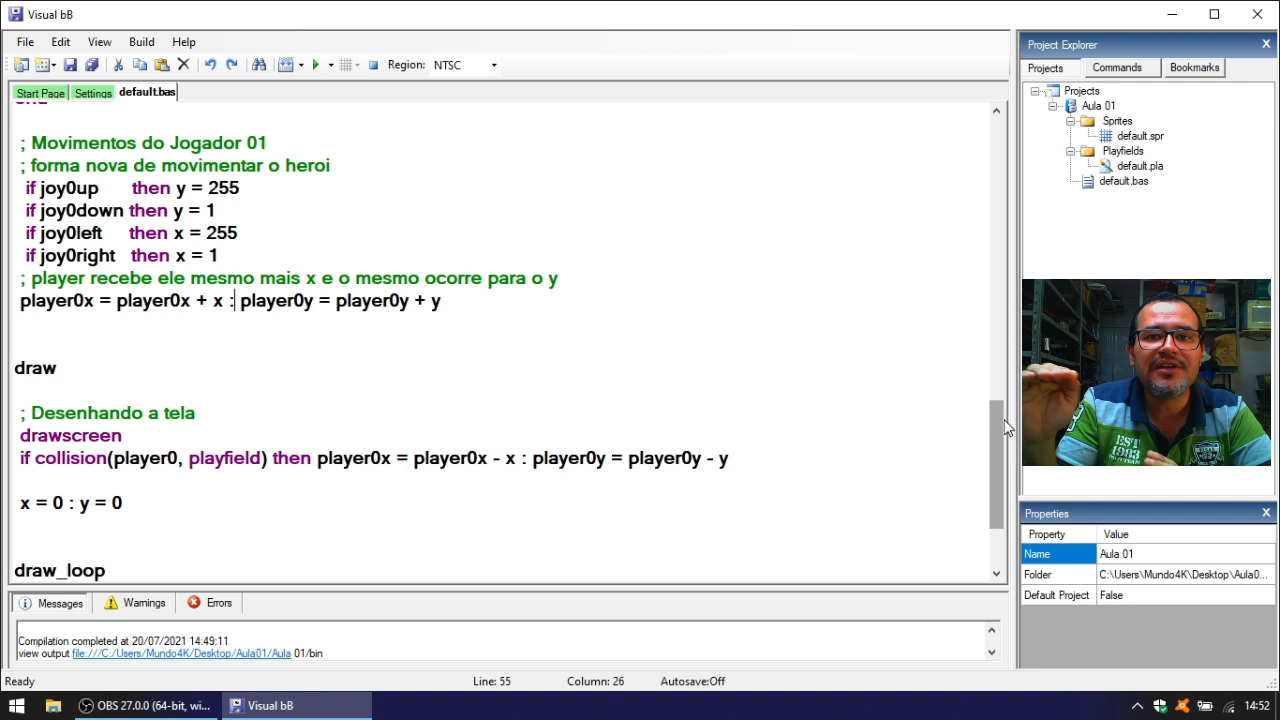 Visual bB
File Edit View Build Help
Region: NTSC
Start Page Settings default.bas
end
; Movimentos do Jogador 01
; forma nova de movimentar o heroi
if joy0up then y = 255
if joy0down then y = 1
if joy0left then x = 255
if joy0right then x = 1
; player recebe ele mesmo mais x e o mesmo ocorre para o y
player0x = player0x + x : player0y = player0y + y
draw
; Desenhando a tela
drawscreen
if collision(player0, playfield) then player0x = player0x - x : player0y = player0y - y
x = 0 : y = 0
draw_loop
Messages Warnings Errors
Compilation completed at 20/07/2021 14:49:11
view output file:///C:/Users/Mundo4K/Desktop/Aula01/Aula 01/bin
Project Explorer X
Projects Commands Bookmarks
Projects
Aula 01
Sprites
default.spr
Playfields
default.pla
default.bas
EST
1993
Properties X
Property Value
Name Aula 01
Folder C:\Users\Mundo4K\Desktop\Aula0...
Default Project False
Ready Line: 55 Column: 26 Autosave:Off
OBS 27.0.0 (64-bit, wi... Visual bB 14:52